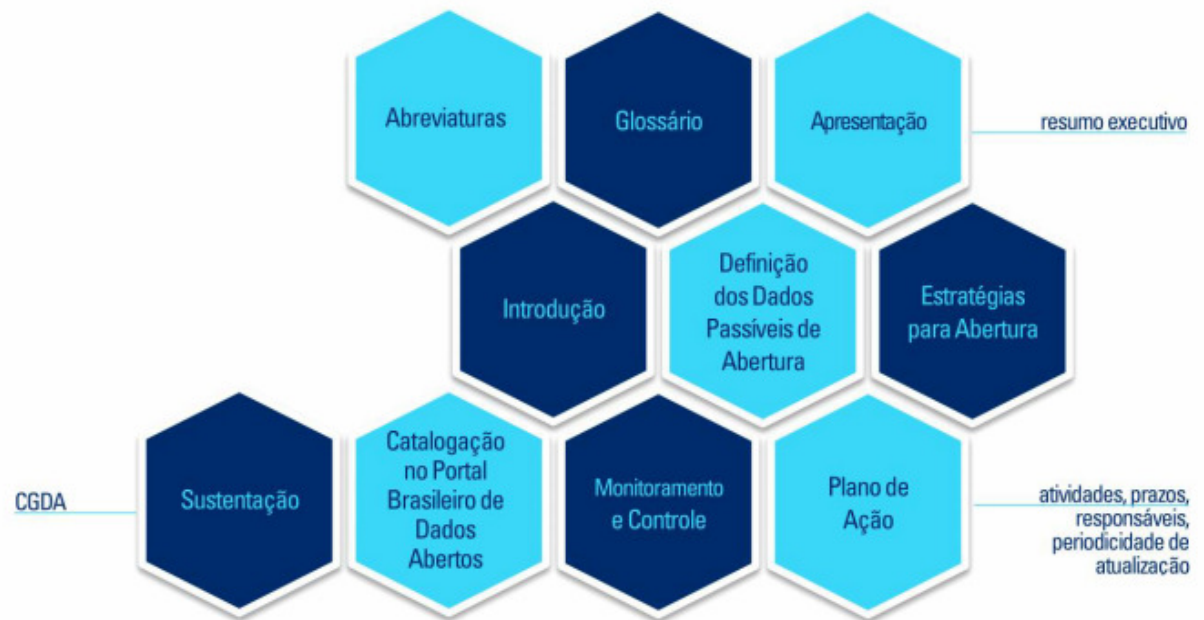 Abreviaturas
Glossário
Apresentação
resumo executivo
Introdução
Definição
dos Dados
Passíveis de
Abertura
Estratégias
para Abertura
CGDA
Sustentação
Catalogação
no Portal
Brasileiro de
Dados
Abertos
Monitoramento
e Controle
Plano de
Ação
atividades, prazos,
responsáveis,
periodicidade de
atualização